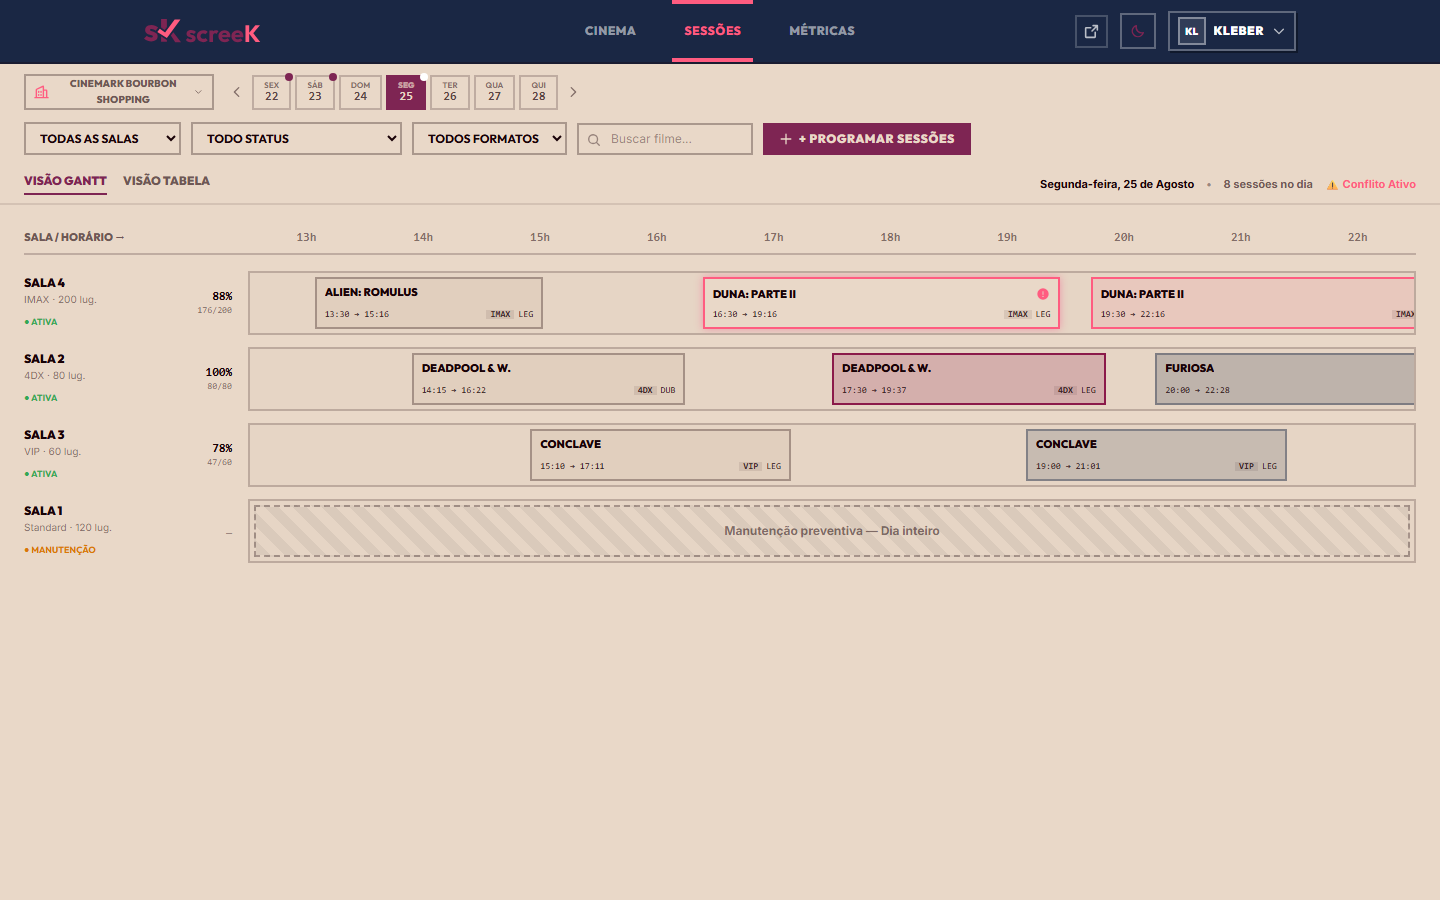 SK screeK
CINEMA
SESSÕES
MÉTRICAS
KL KLEBER
CINEMARK BOURBON
SHOPPING
SEX
22
SÁB
23
DOM
24
SEG
25
TER
26
QUA
27
QUI
28
TODAS AS SALAS
TODO STATUS
TODOS FORMATOS
Buscar filme...
+ PROGRAMAR SESSÕES
VISÃO GANTT
VISÃO TABELA
Segunda-feira, 25 de Agosto • 8 sessões no dia ⚠ Conflito Ativo
SALA / HORÁRIO → 13h 14h 15h 16h 17h 18h 19h 20h 21h 22h
SALA 4
IMAX · 200 lug.
● ATIVA
88%
176/200
ALIEN: ROMULUS
13:30 → 15:16 IMAX LEG
DUNA: PARTE II
16:30 → 19:16 IMAX LEG
DUNA: PARTE II
19:30 → 22:16 IMAX
SALA 2
4DX · 80 lug.
● ATIVA
100%
80/80
DEADPOOL & W.
14:15 → 16:22 4DX DUB
DEADPOOL & W.
17:30 → 19:37 4DX LEG
FURIOSA
20:00 → 22:28
SALA 3
VIP · 60 lug.
● ATIVA
78%
47/60
CONCLAVE
15:10 → 17:11 VIP LEG
CONCLAVE
19:00 → 21:01 VIP LEG
SALA 1
Standard · 120 lug.
● MANUTENÇÃO
—
Manutenção preventiva — Dia inteiro